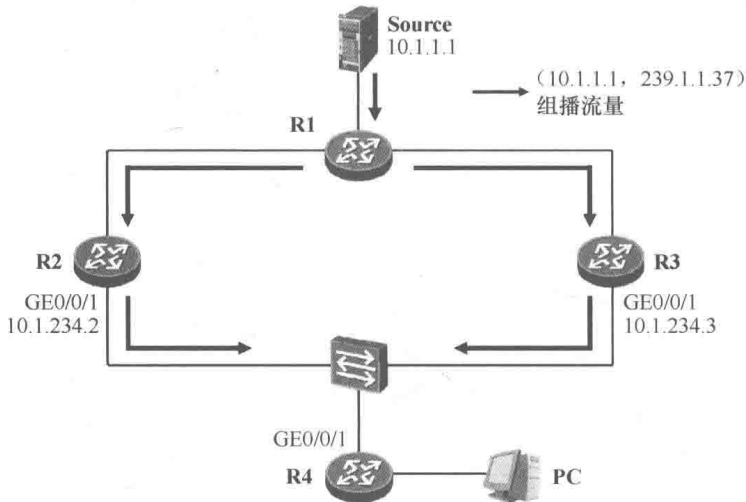 Source
10.1.1.1
（10.1.1.1，239.1.1.37）
组播流量
R1
R2
R3
GE0/0/1
10.1.234.2
GE0/0/1
10.1.234.3
GE0/0/1
R4
PC